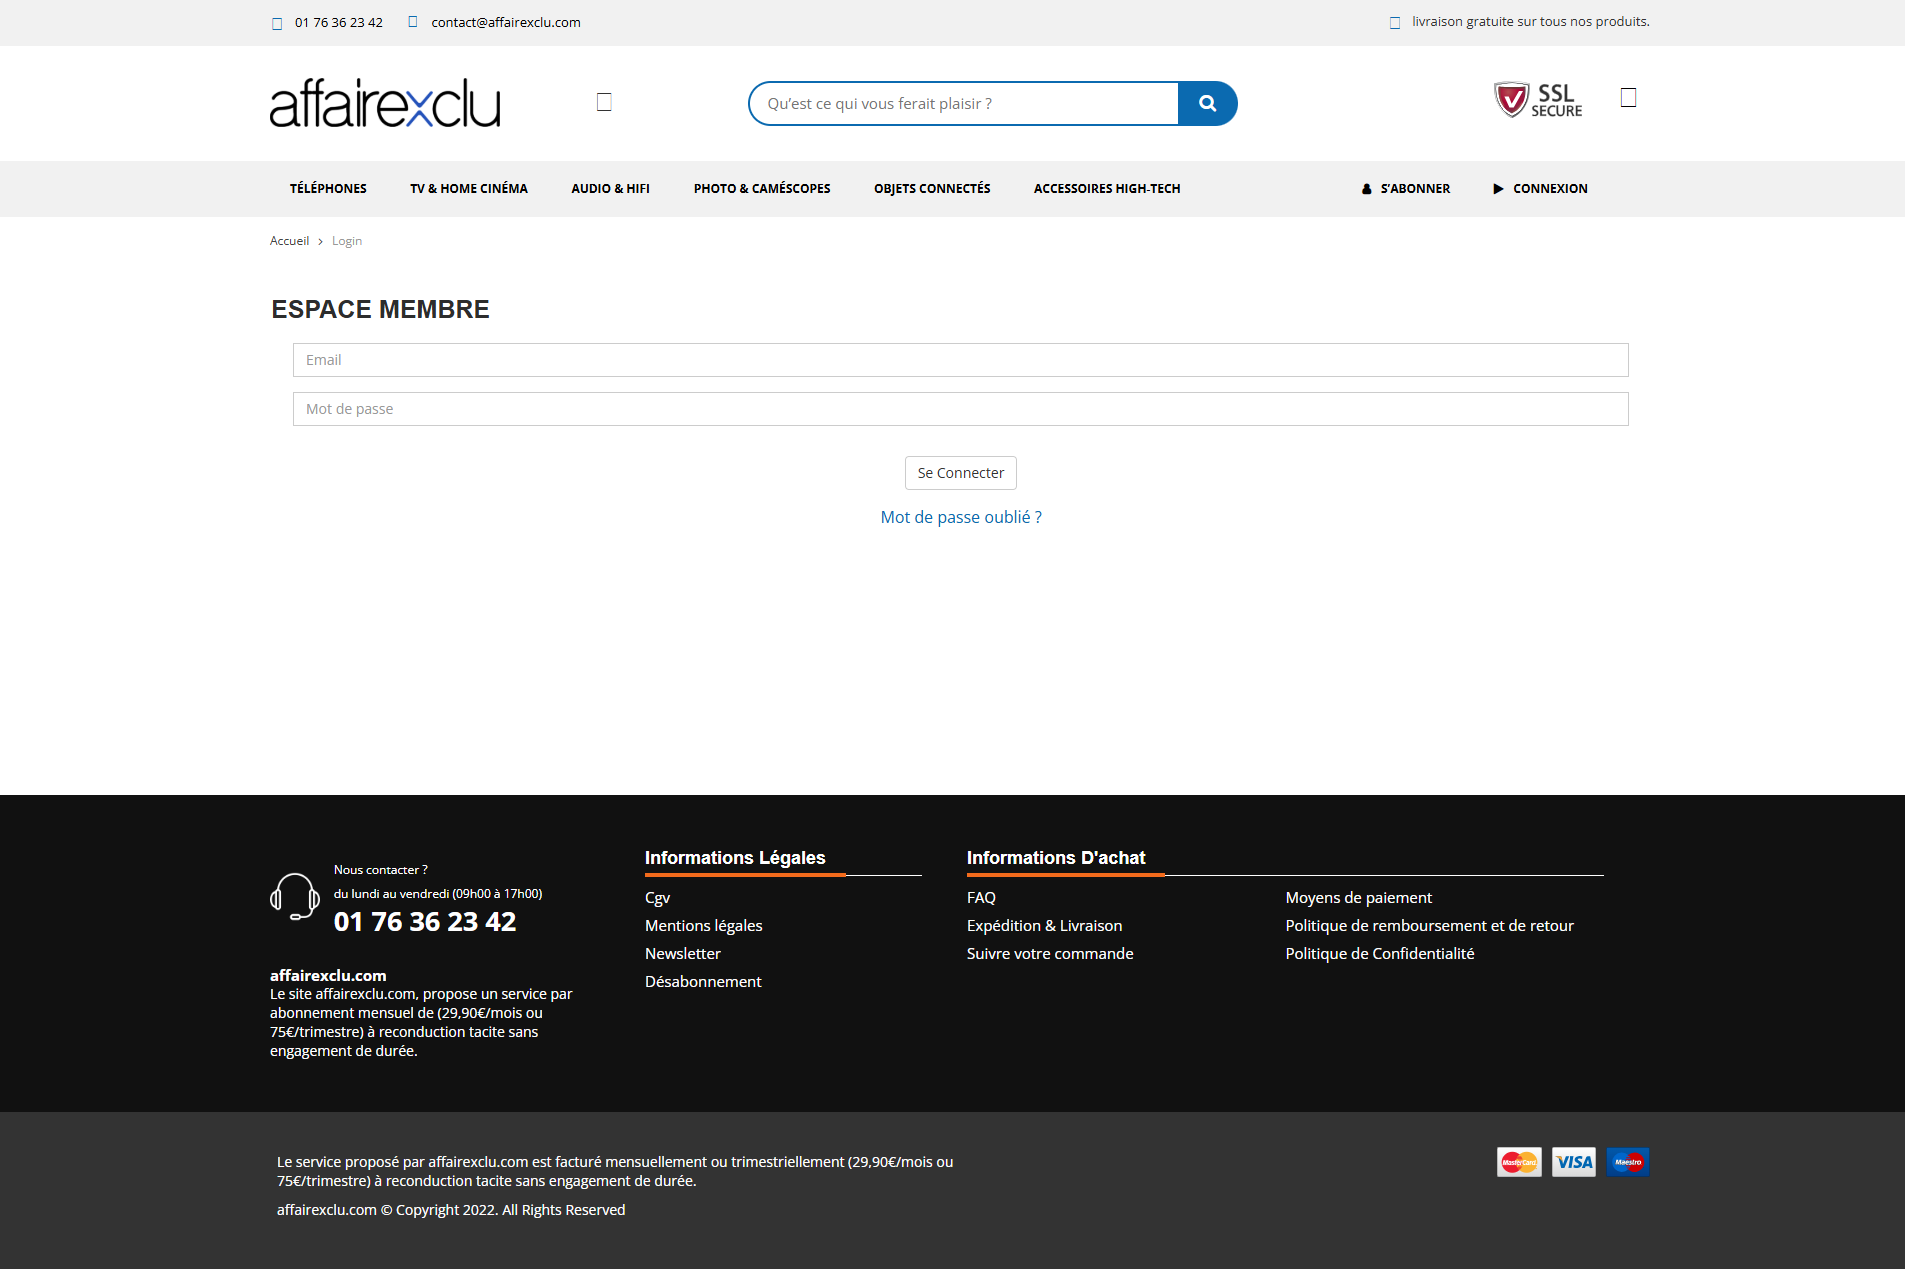 01 76 36 23 42
contact@affairexclu.com
livraison gratuite sur tous nos produits.
affairexclu
Qu’est ce qui vous ferait plaisir ?
SSL
SECURE
TÉLÉPHONES
TV & HOME CINÉMA
AUDIO & HIFI
PHOTO & CAMÉSCOPES
OBJETS CONNECTÉS
ACCESSOIRES HIGH-TECH
S’ABONNER
CONNEXION
Accueil > Login
ESPACE MEMBRE
Email
Mot de passe
Se Connecter
Mot de passe oublié ?
Nous contacter ?
du lundi au vendredi (09h00 à 17h00)
01 76 36 23 42
affairexclu.com
Le site affairexclu.com, propose un service par
abonnement mensuel de (29,90€/mois ou
75€/trimestre) à reconduction tacite sans
engagement de durée.
Informations Légales
Cgv
Mentions légales
Newsletter
Désabonnement
Informations D'achat
FAQ
Expédition & Livraison
Suivre votre commande
Moyens de paiement
Politique de remboursement et de retour
Politique de Confidentialité
Le service proposé par affairexclu.com est facturé mensuellement ou trimestriellement (29,90€/mois ou
75€/trimestre) à reconduction tacite sans engagement de durée.
affairexclu.com © Copyright 2022. All Rights Reserved
MasterCard
VISA
Maestro